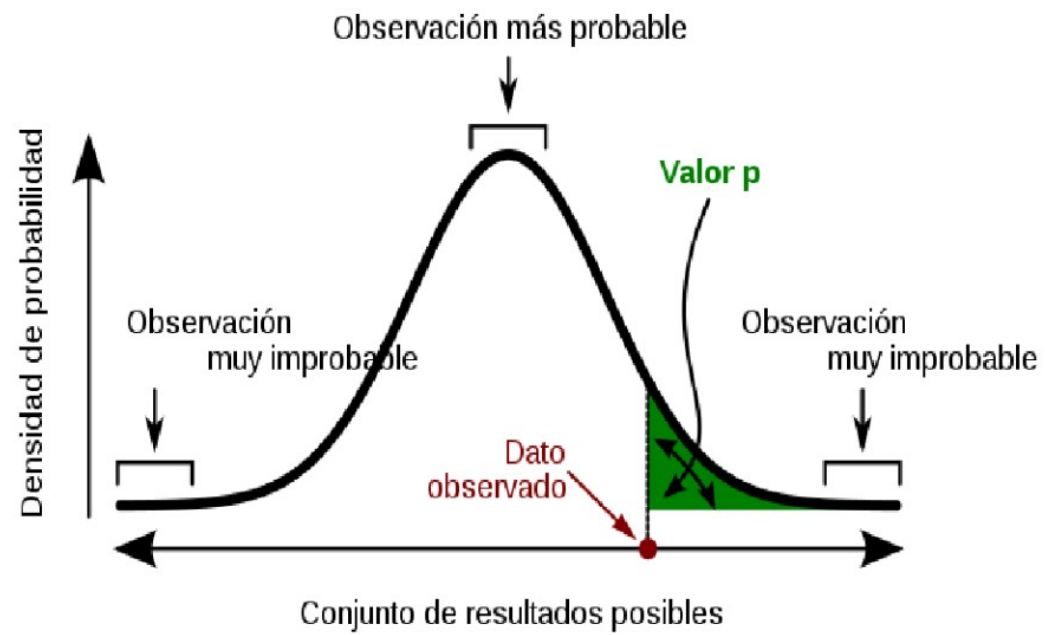 Observación más probable
Valor p
Densidad de probabilidad
Observación
muy improbable
Observación
muy improbable
Dato
observado
Conjunto de resultados posibles